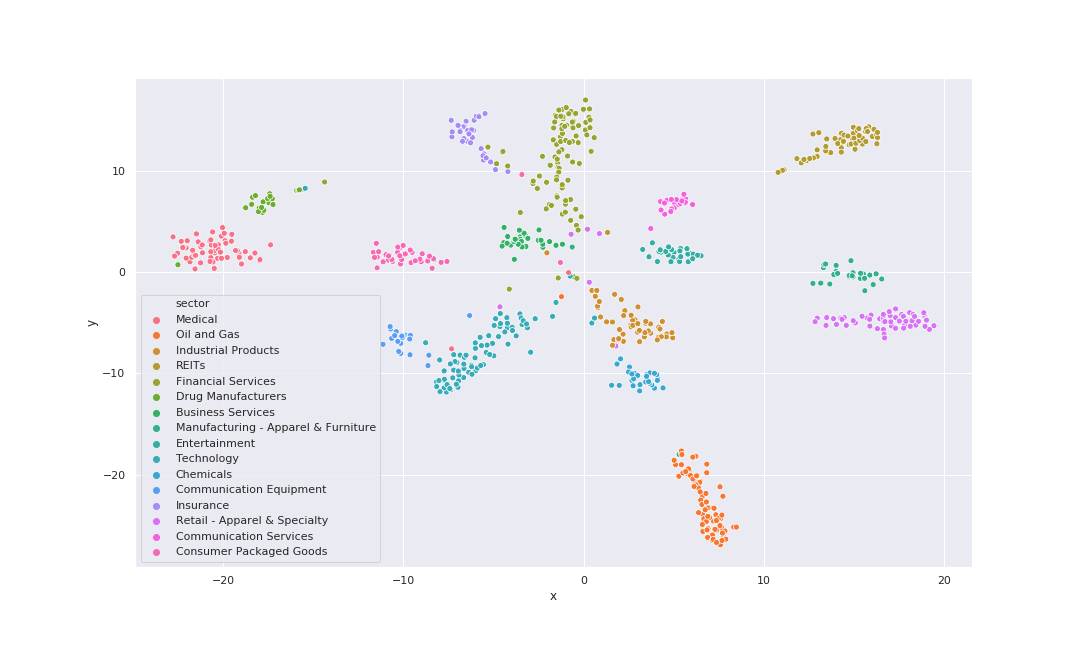 10
0
−10
−20
y
sector
Medical
Oil and Gas
Industrial Products
REITs
Financial Services
Drug Manufacturers
Business Services
Manufacturing - Apparel & Furniture
Entertainment
Technology
Chemicals
Communication Equipment
Insurance
Retail - Apparel & Specialty
Communication Services
Consumer Packaged Goods
−20 −10 0 10 20
x